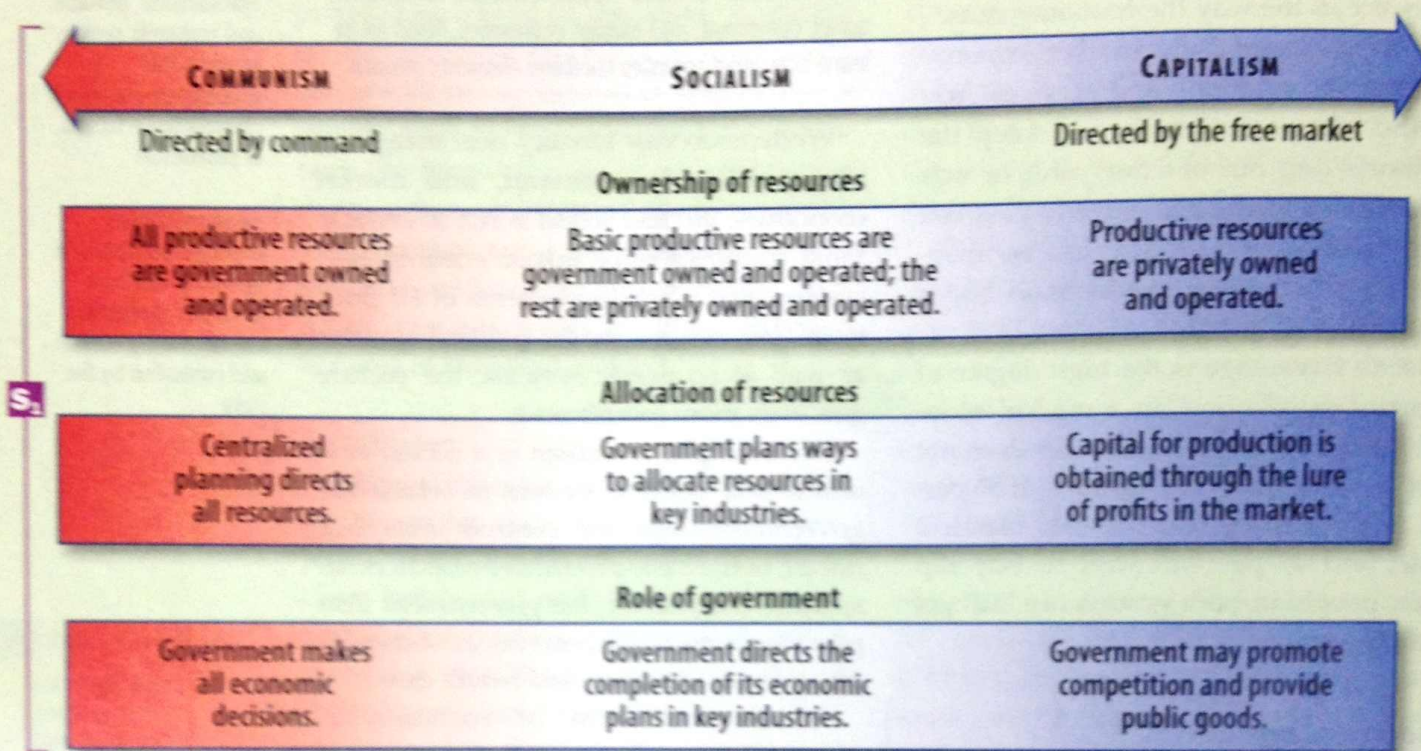 COMMUNISM
SOCIALISM
CAPITALISM
Directed by command
Directed by the free market
Ownership of resources
All productive resources
are government owned
and operated.
Basic productive resources are
government owned and operated; the
rest are privately owned and operated.
Productive resources
are privately owned
and operated.
S1
Allocation of resources
Centralized
planning directs
all resources.
Government plans ways
to allocate resources in
key industries.
Capital for production is
obtained through the lure
of profits in the market.
Role of government
Government makes
all economic
decisions.
Government directs the
completion of its economic
plans in key industries.
Government may promote
competition and provide
public goods.